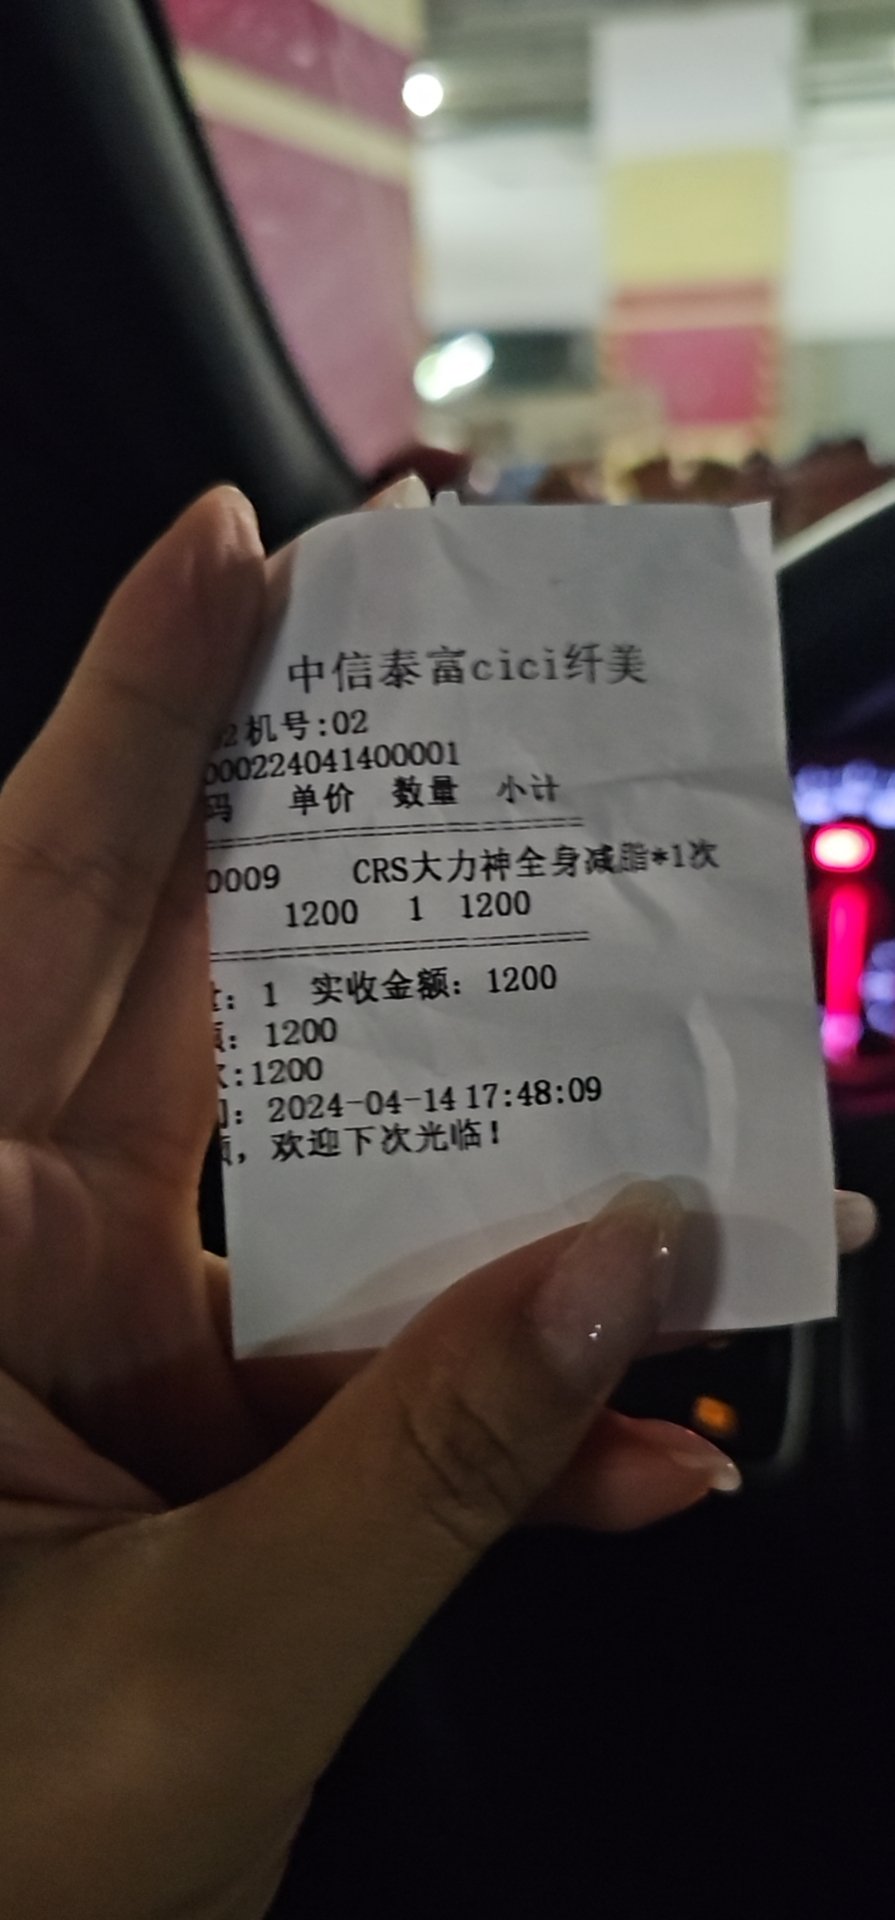 中信泰富cici纤美
2机号:02
000224041400001
码 单价 数量 小计
0009 CRS大力神全身减脂*1次
1200 1 1200
: 1 实收金额: 1200
: 1200
:1200
: 2024-04-14 17:48:09
, 欢迎下次光临!